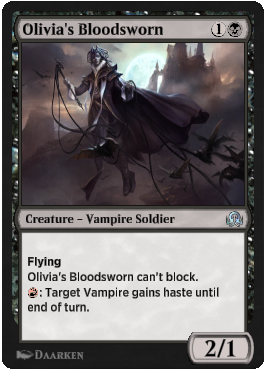 Olivia's Bloodsworn 1
Creature – Vampire Soldier
Flying
Olivia's Bloodsworn can't block.
: Target Vampire gains haste until
end of turn.
2/1
DAARKEN